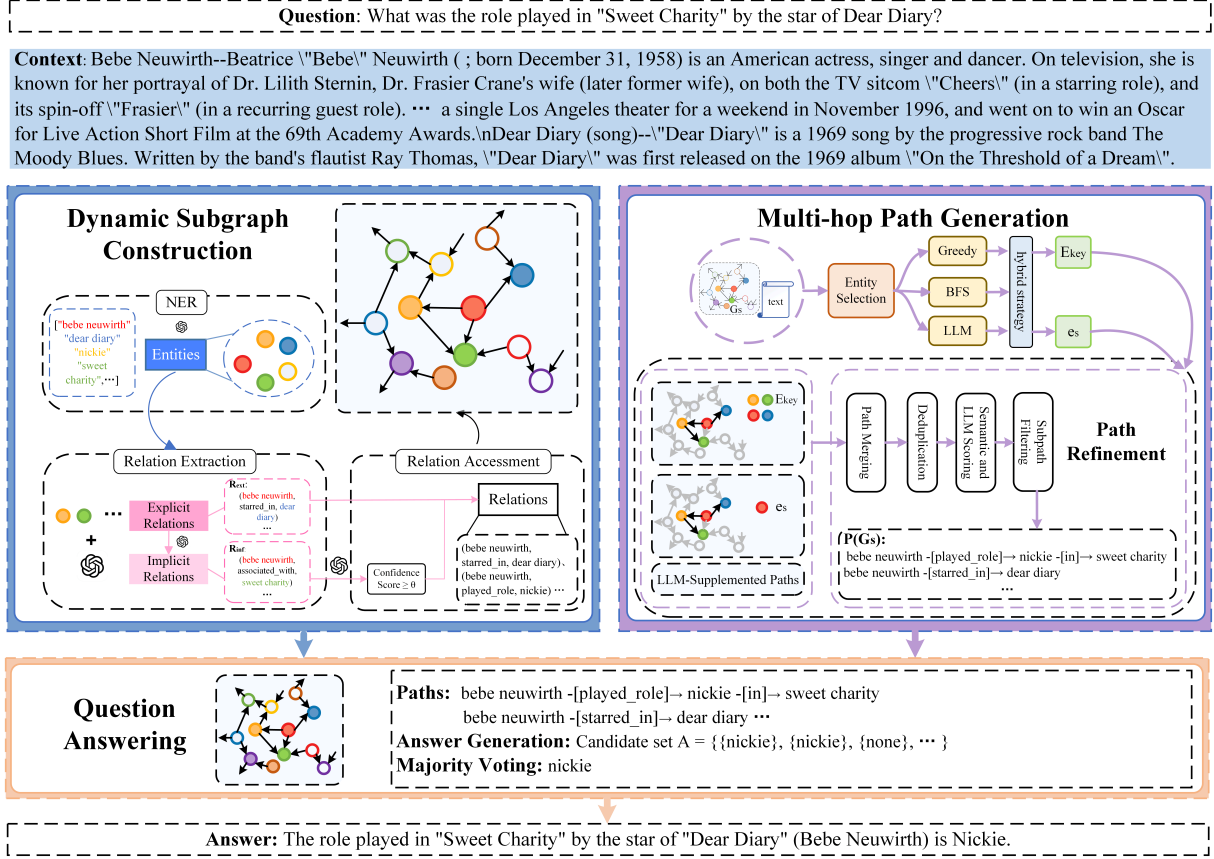 Question: What was the role played in "Sweet Charity" by the star of Dear Diary?
Context: Bebe Neuwirth--Beatrice \"Bebe\" Neuwirth ( ; born December 31, 1958) is an American actress, singer and dancer. On television, she is
known for her portrayal of Dr. Lilith Sternin, Dr. Frasier Crane's wife (later former wife), on both the TV sitcom \"Cheers\" (in a starring role), and
its spin-off \"Frasier\" (in a recurring guest role). ··· a single Los Angeles theater for a weekend in November 1996, and went on to win an Oscar
for Live Action Short Film at the 69th Academy Awards.\nDear Diary (song)--\"Dear Diary\" is a 1969 song by the progressive rock band The
Moody Blues. Written by the band's flautist Ray Thomas, \"Dear Diary\" was first released on the 1969 album \"On the Threshold of a Dream\".
Dynamic Subgraph
Construction
NER
["bebe neuwirth"
"dear diary"
"nickie"
"sweet
charity",···]
Entities
Relation Extraction
Explicit
Relations
Implicit
Relations
···
+
Rext:
(bebe neuwirth,
starred_in, dear
diary)
···
Rinf:
(bebe neuwirth,
associated_with,
sweet charity)
···
Relation Assessment
Relations
Confidence
Score ≥ θ
(bebe neuwirth,
starred_in, dear diary)、
(bebe neuwirth,
played_role, nickie) ···
Multi-hop Path Generation
Gs
text
Entity
Selection
Greedy
BFS
LLM
hybrid strategy
Ekey
es
Ekey
es
LLM-Supplemented Paths
Path Merging
Deduplication
Semantic and
LLM Scoring
Subpath
Filtering
Path
Refinement
P(Gs):
bebe neuwirth -[played_role]→ nickie -[in]→ sweet charity
bebe neuwirth -[starred_in]→ dear diary
···
Question
Answering
Paths: bebe neuwirth -[played_role]→ nickie -[in]→ sweet charity
bebe neuwirth -[starred_in]→ dear diary ···
Answer Generation: Candidate set A = {{nickie}, {nickie}, {none}, ··· }
Majority Voting: nickie
Answer: The role played in "Sweet Charity" by the star of "Dear Diary" (Bebe Neuwirth) is Nickie.